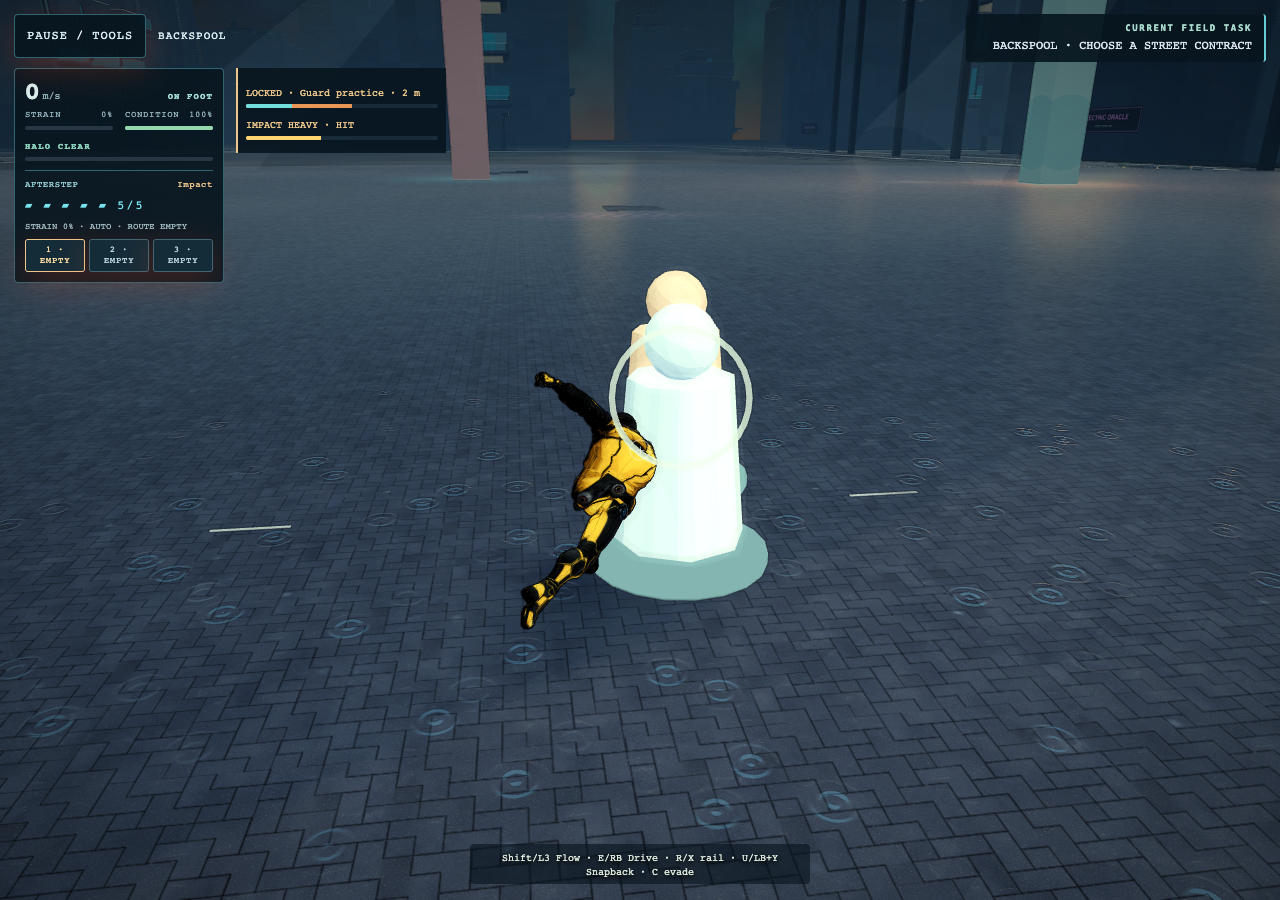 PAUSE / TOOLS
BACKSPOOL
CURRENT FIELD TASK
BACKSPOOL · CHOOSE A STREET CONTRACT
0 m/s
ON FOOT
STRAIN 0%
CONDITION 100%
HALO CLEAR
AFTERSTEP
Impact
5/5
STRAIN 0% · AUTO · ROUTE EMPTY
1 · EMPTY
2 · EMPTY
3 · EMPTY
LOCKED · Guard practice · 2 m
IMPACT HEAVY · HIT
ECTRIC ORACLE
Shift/L3 Flow · E/RB Drive · R/X rail · U/LB+Y
Snapback · C evade